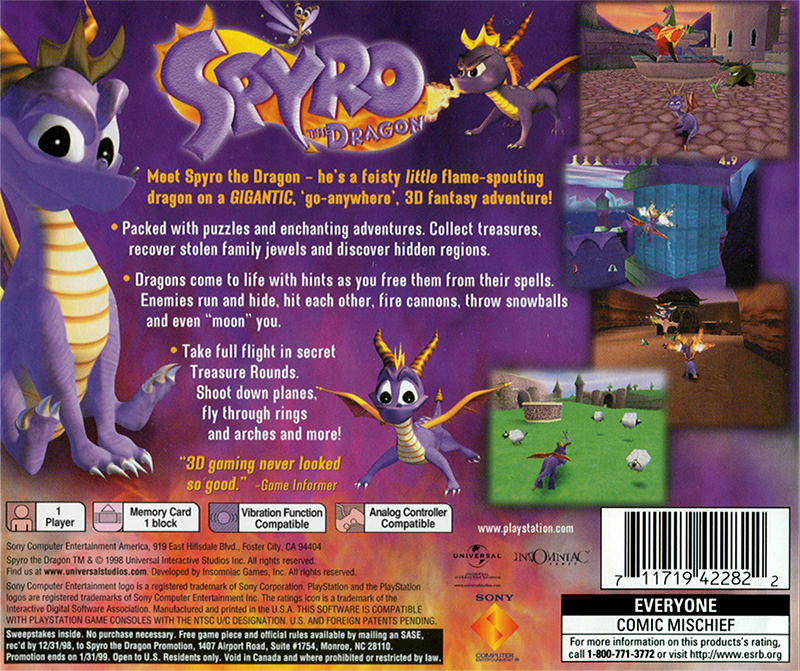 SPYRO
THE DRAGON
Meet Spyro the Dragon – he's a feisty little flame-spouting
dragon on a GIGANTIC, 'go-anywhere', 3D fantasy adventure!
4.9
• Packed with puzzles and enchanting adventures. Collect treasures,
recover stolen family jewels and discover hidden regions.
• Dragons come to life with hints as you free them from their spells.
Enemies run and hide, hit each other, fire cannons, throw snowballs
and even "moon" you.
• Take full flight in secret
Treasure Rounds.
Shoot down planes,
fly through rings
and arches and more!
"3D gaming never looked
so good." -Game Informer
1
Player
Memory Card
1 block
Vibration Function
Compatible
Analog Controller
Compatible
www.playstation.com
Sony Computer Entertainment America, 919 East Hillsdale Blvd., Foster City, CA 94404
Spyro the Dragon TM & © 1998 Universal Interactive Studios Inc. All rights reserved.
Find us at www.universalstudios.com. Developed by Insomniac Games, Inc. All rights reserved.
Sony Computer Entertainment logo is a registered trademark of Sony Corporation. PlayStation and the PlayStation
logos are registered trademarks of Sony Computer Entertainment Inc. The ratings icon is a trademark of the
Interactive Digital Software Association. Manufactured and printed in the U.S.A. THIS SOFTWARE IS COMPATIBLE
WITH PLAYSTATION GAME CONSOLES WITH THE NTSC U/C DESIGNATION. U.S. AND FOREIGN PATENTS PENDING.
Sweepstakes inside. No purchase necessary. Free game piece and official rules available by mailing an SASE,
rec'd by 12/31/98, to Spyro the Dragon Promotion, 1407 Airport Road, Suite #1754, Monroe, NC 28110.
Promotion ends on 1/31/99. Open to U.S. Residents only. Void in Canada and where prohibited or restricted by law.
UNIVERSAL
UNIVERSAL
INTERACTIVE STUDIOS
www.universalstudios.com
INSOMNIAC
GAMES
SONY
COMPUTER
ENTERTAINMENT ®
7 11719 42282 2
EVERYONE
COMIC MISCHIEF
For more information on this product's rating,
call 1-800-771-3772 or visit http://www.esrb.org